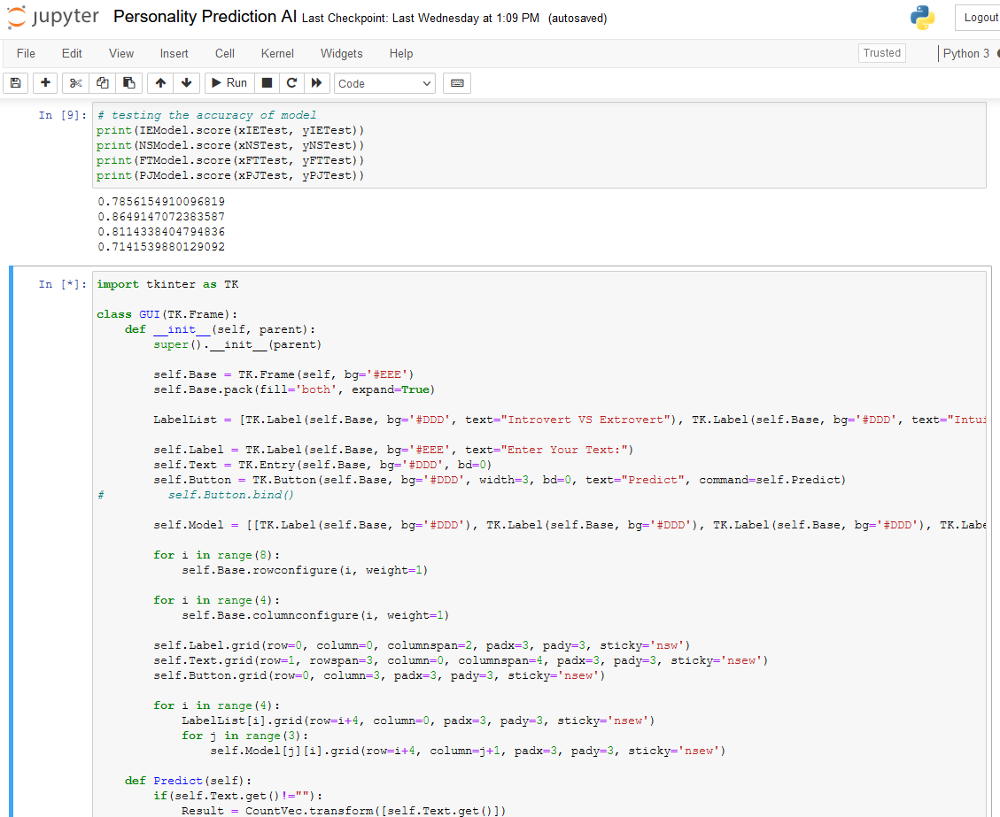 jupyter Personality Prediction AI Last Checkpoint: Last Wednesday at 1:09 PM (autosaved)
Logout
File Edit View Insert Cell Kernel Widgets Help Trusted Python 3
Run Code
In [9]: # testing the accuracy of model
print(IEModel.score(xIETest, yIETest))
print(NSModel.score(xNSTest, yNSTest))
print(FTModel.score(xFTTest, yFTTest))
print(PJModel.score(xPJTest, yPJTest))
0.7856154910096819
0.8649147072383587
0.8114338404794836
0.7141539880129092
In [*]: import tkinter as TK
class GUI(TK.Frame):
    def __init__(self, parent):
        super().__init__(parent)
        self.Base = TK.Frame(self, bg='#EEE')
        self.Base.pack(fill='both', expand=True)
        LabelList = [TK.Label(self.Base, bg='#DDD', text="Introvert VS Extrovert"), TK.Label(self.Base, bg='#DDD', text="Intui
        self.Label = TK.Label(self.Base, bg='#EEE', text="Enter Your Text:")
        self.Text = TK.Entry(self.Base, bg='#DDD', bd=0)
        self.Button = TK.Button(self.Base, bg='#DDD', width=3, bd=0, text="Predict", command=self.Predict)
#         self.Button.bind()
        self.Model = [[TK.Label(self.Base, bg='#DDD'), TK.Label(self.Base, bg='#DDD'), TK.Label(self.Base, bg='#DDD'), TK.Labe
        for i in range(8):
            self.Base.rowconfigure(i, weight=1)
        for i in range(4):
            self.Base.columnconfigure(i, weight=1)
        self.Label.grid(row=0, column=0, columnspan=2, padx=3, pady=3, sticky='nsw')
        self.Text.grid(row=1, rowspan=3, column=0, columnspan=4, padx=3, pady=3, sticky='nsew')
        self.Button.grid(row=0, column=3, padx=3, pady=3, sticky='nsew')
        for i in range(4):
            LabelList[i].grid(row=i+4, column=0, padx=3, pady=3, sticky='nsew')
            for j in range(3):
                self.Model[j][i].grid(row=i+4, column=j+1, padx=3, pady=3, sticky='nsew')
    def Predict(self):
        if(self.Text.get()!=""):
            Result = CountVec.transform([self.Text.get()])